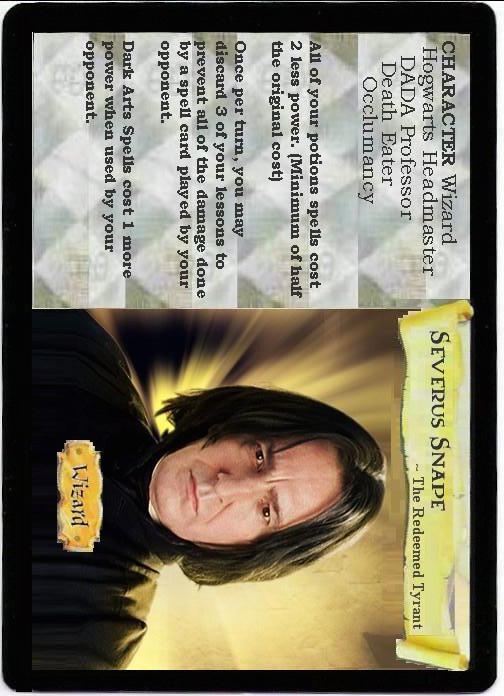 SEVERUS SNAPE
~ The Redeemed Tyrant
Wizard
CHARACTER Wizard
Hogwarts Headmaster
DADA Professor
Death Eater
Occlumancy
All of your potions spells cost
2 less power. (Minimum of half
the original cost)
Once per turn, you may
discard 3 of your lessons to
prevent all of the damage done
by a spell card played by your
opponent.
Dark Arts Spells cost 1 more
power when used by your
opponent.